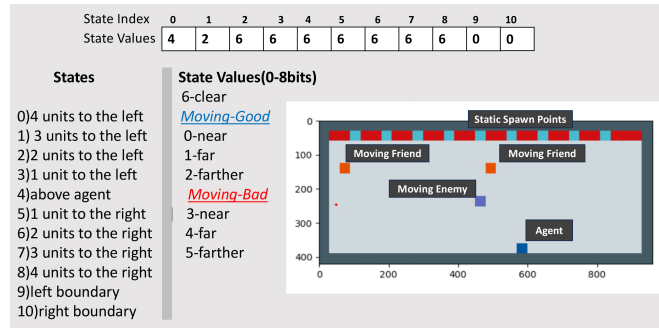 State Index 0 1 2 3 4 5 6 7 8 9 10
State Values 4 2 6 6 6 6 6 6 6 0 0
States
0)4 units to the left
1) 3 units to the left
2)2 units to the left
3)1 unit to the left
4)above agent
5)1 unit to the right
6)2 units to the right
7)3 units to the right
8)4 units to the right
9)left boundary
10)right boundary
State Values(0-8bits)
6-clear
Moving-Good
0-near
1-far
2-farther
Moving-Bad
3-near
4-far
5-farther
Static Spawn Points
Moving Friend
Moving Friend
Moving Enemy
Agent
0
100
200
300
400
0 200 400 600 800